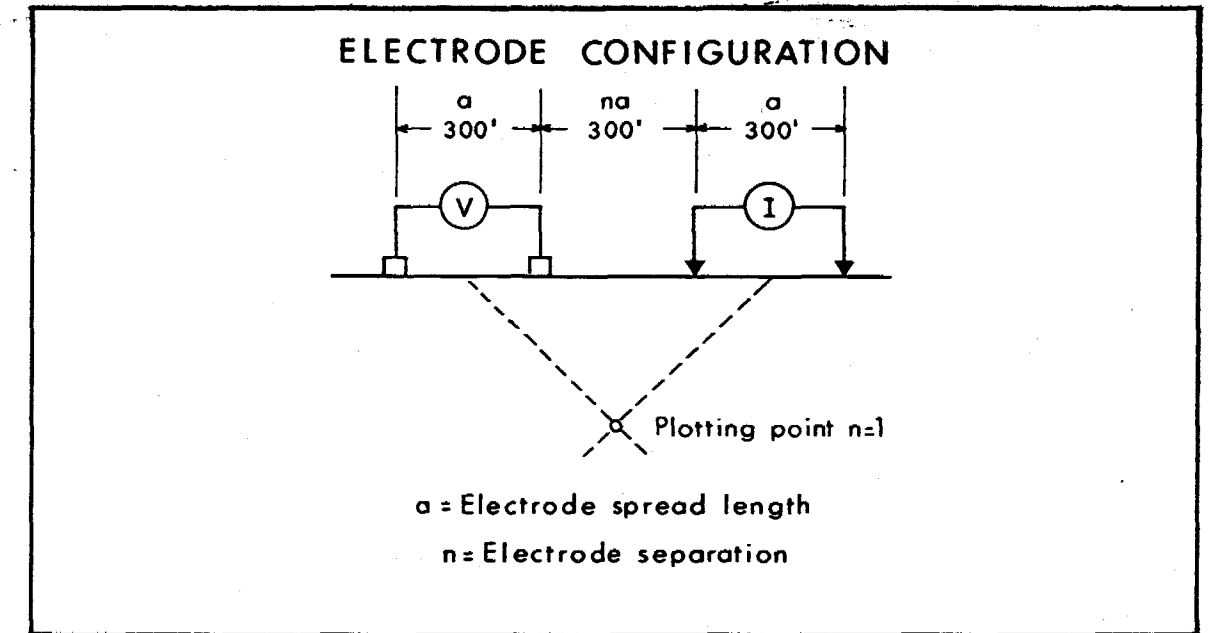 ELECTRODE CONFIGURATION
a na a
300' 300' 300'
V I
Plotting point n=1
a = Electrode spread length
n = Electrode separation